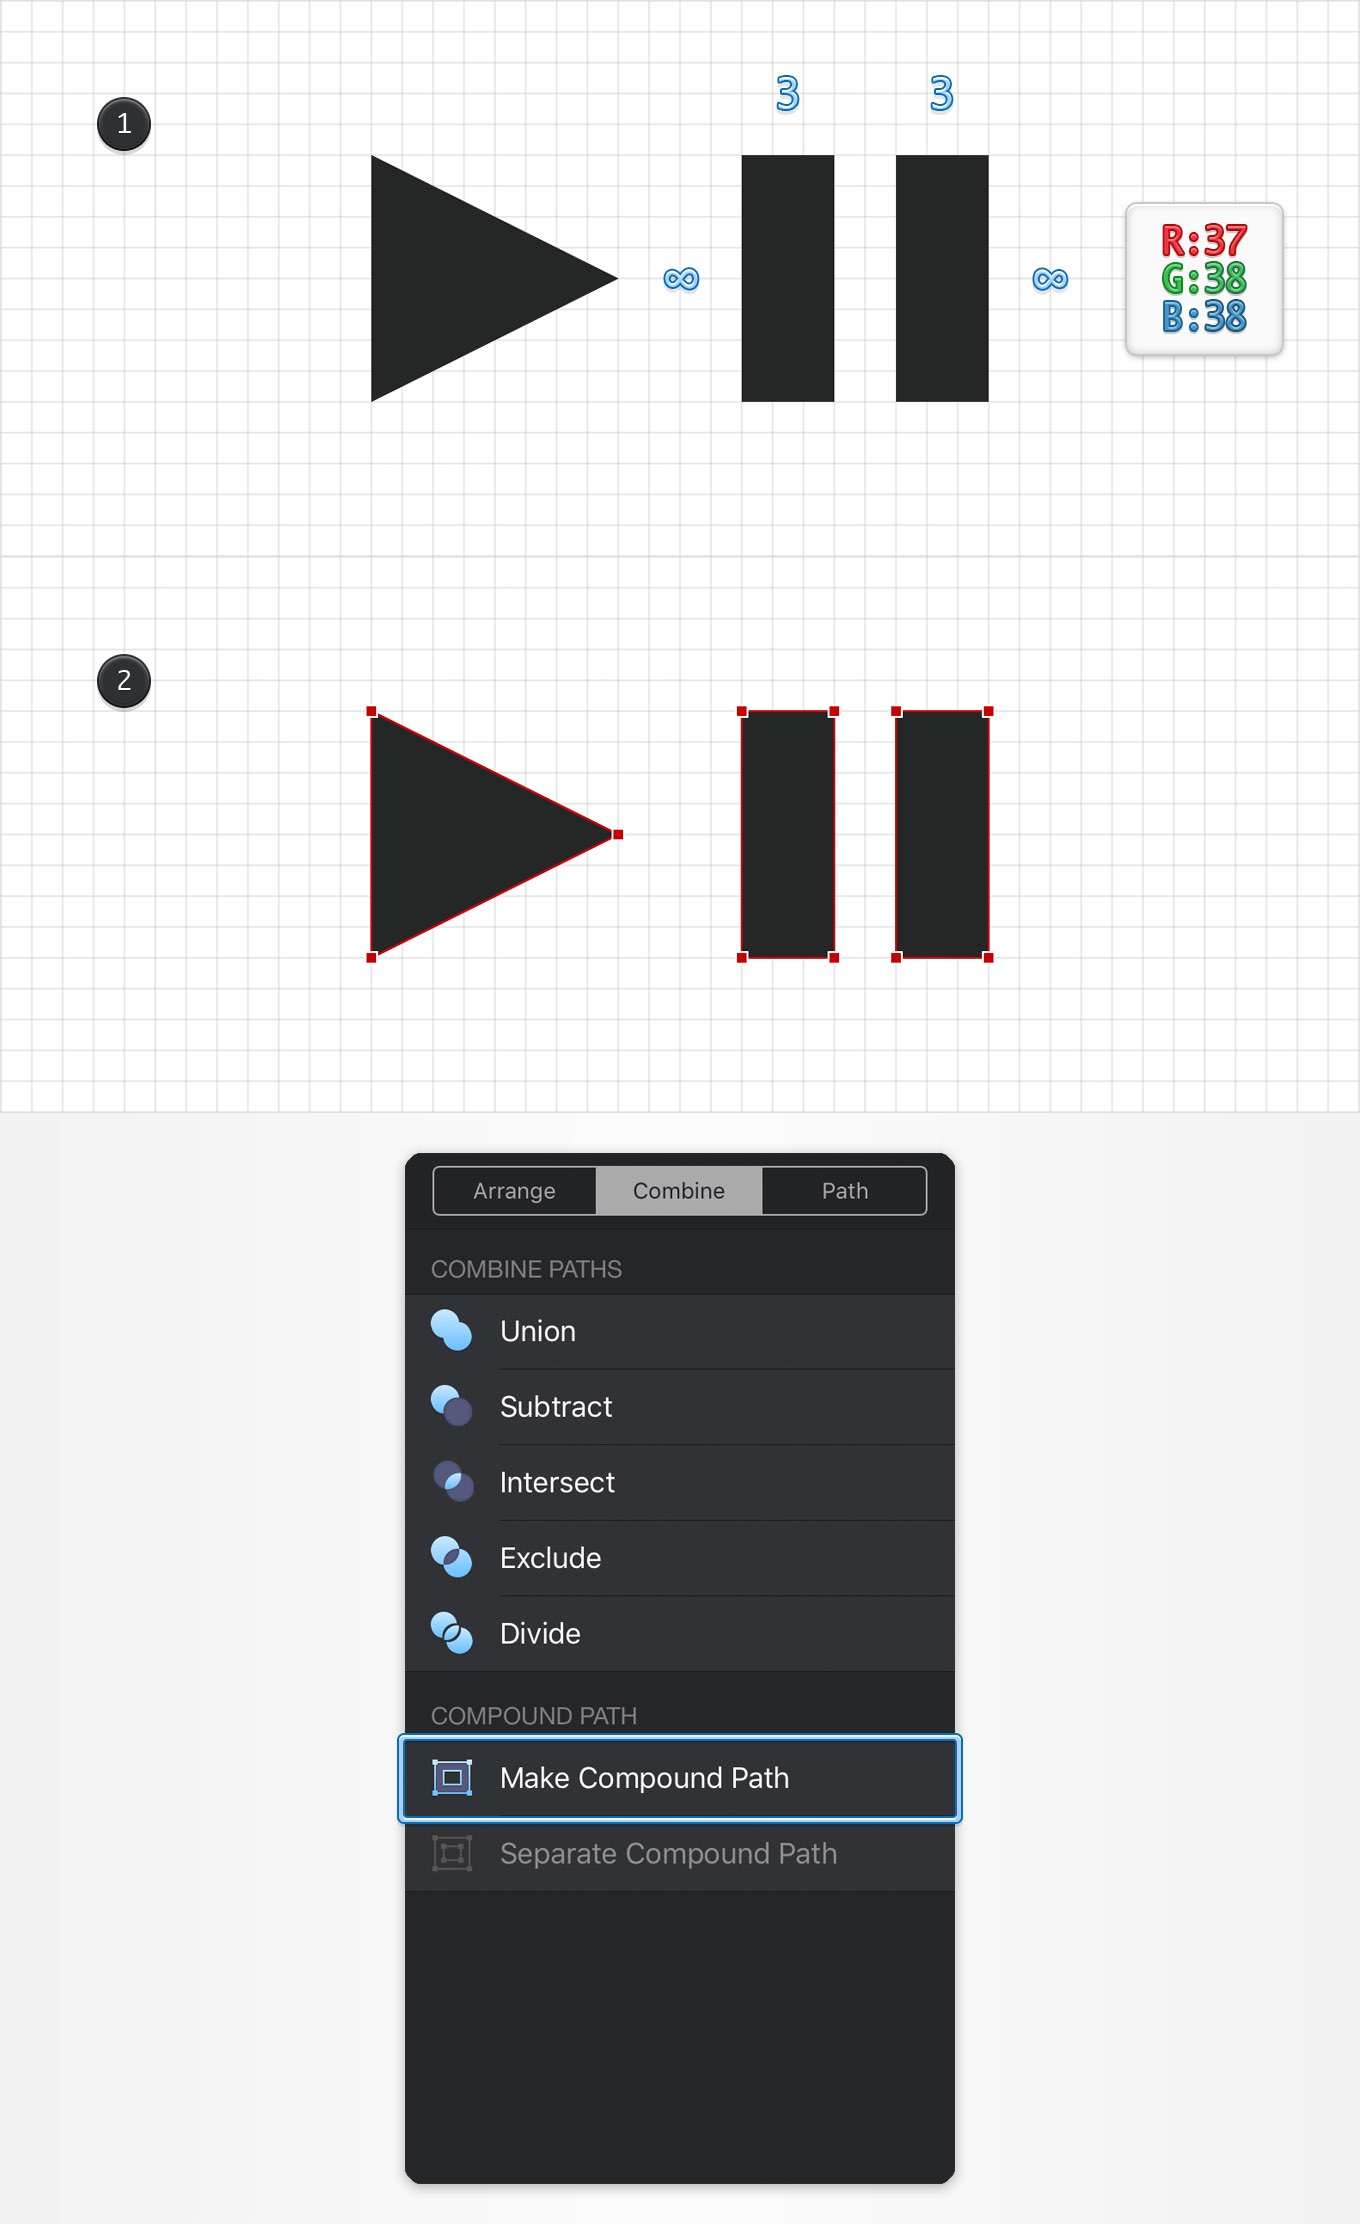 1
3 3
∞ ∞
R:37
G:38
B:38
2
Arrange Combine Path
COMBINE PATHS
Union
Subtract
Intersect
Exclude
Divide
COMPOUND PATH
Make Compound Path
Separate Compound Path